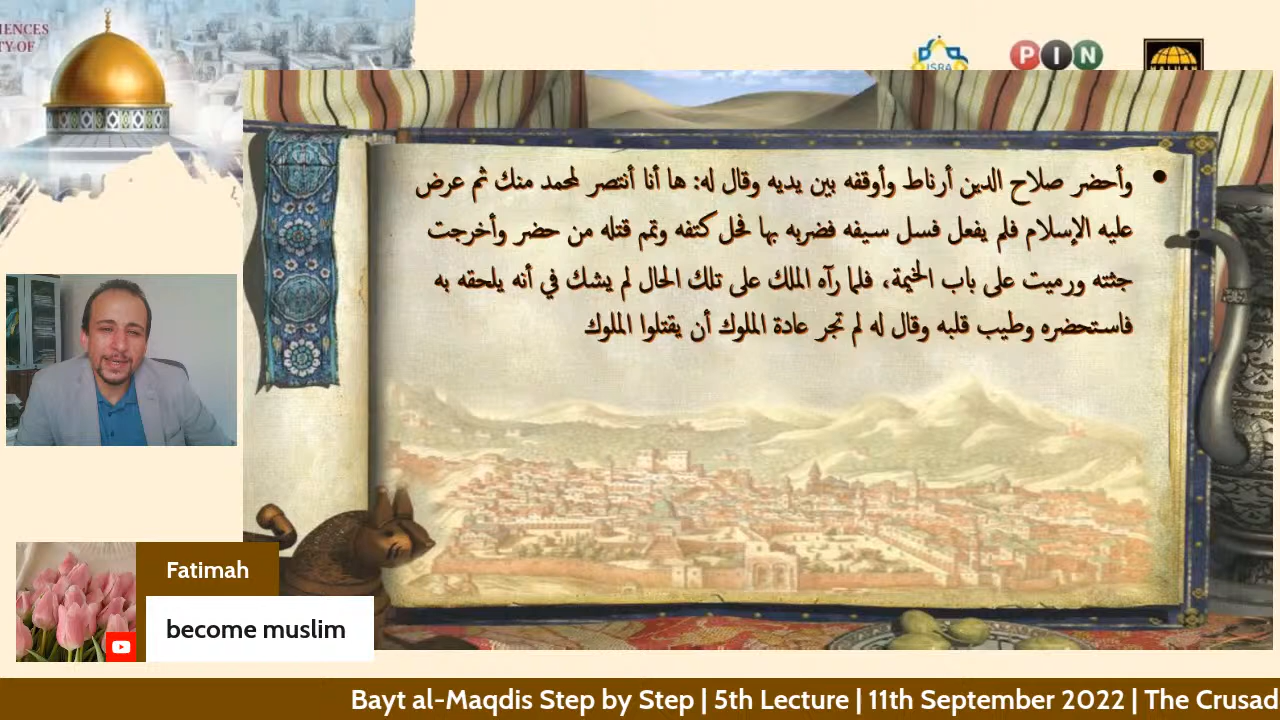 IENCES
TY OF
ISRA
PIN
• وأحضر صلاح الدين أرناط وأوقفه بين يديه وقال له: ها أنا أنتصر لمحمد منك ثم عرض
عليه الإسلام فلم يفعل فسل سيفه فضربه بها فحل كتفه وتمم قتله من حضر وأخرجت
جثته ورميت على باب الخيمة، فلما رآه الملك على تلك الحال لم يشك في أنه يلحقه به
فاستحضره وطيب قلبه وقال له لم تجر عادة الملوك أن يقتلوا الملوك
Fatimah
become muslim
Bayt al-Maqdis Step by Step | 5th Lecture | 11th September 2022 | The Crusad